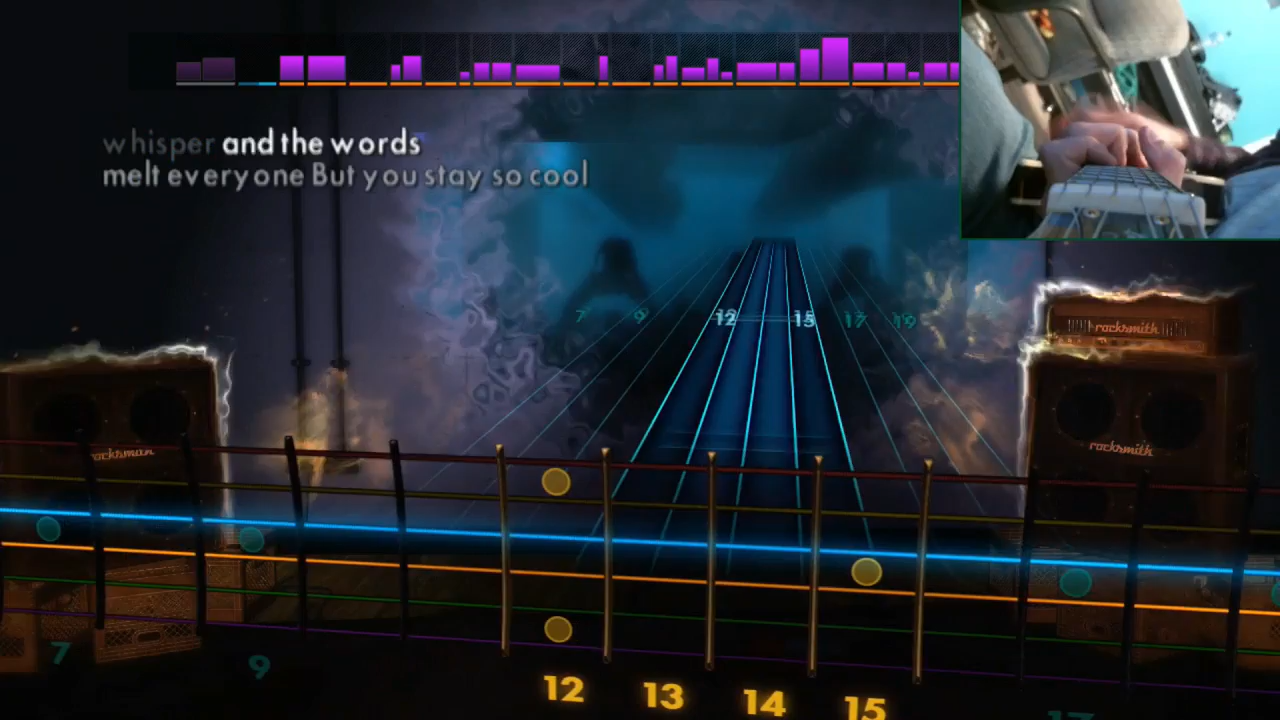 whisper and the words
melt everyone But you stay so cool
7 9 12 15 17 19
rocksmith
rocksmith
rocksmith
7 9 12 13 14 15 17